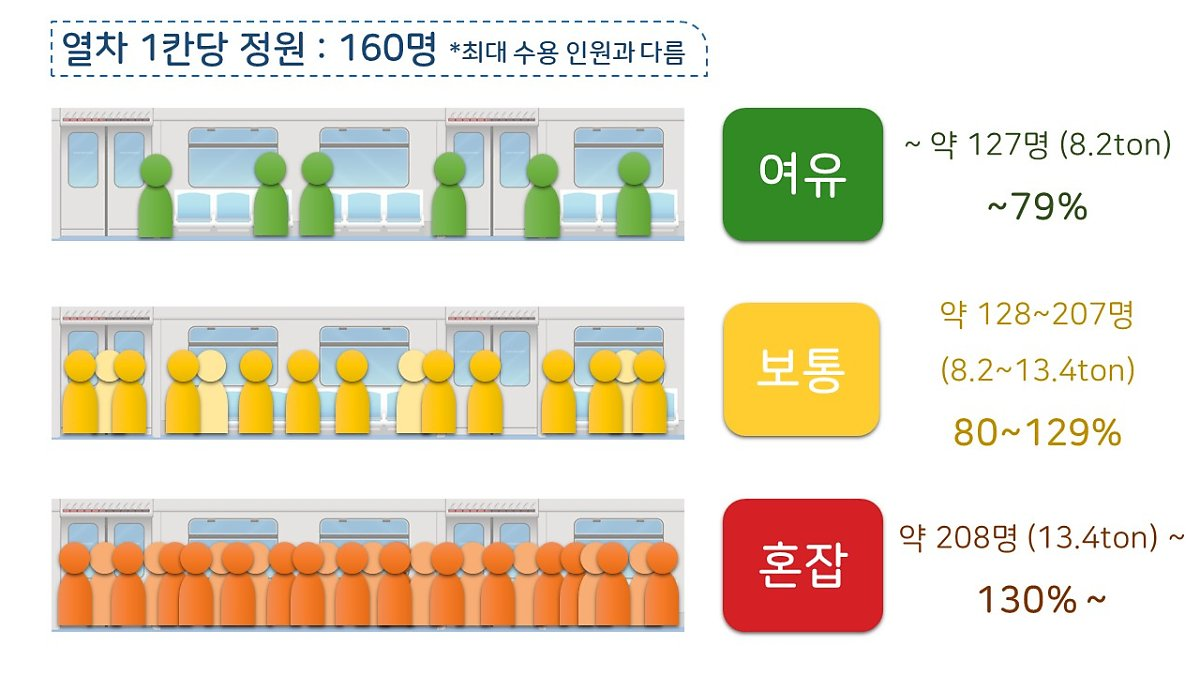 열차 1칸당 정원 : 160명 *최대 수용 인원과 다름
여유
~ 약 127명 (8.2ton)
~79%
보통
약 128~207명
(8.2~13.4ton)
80~129%
혼잡
약 208명 (13.4ton) ~
130% ~